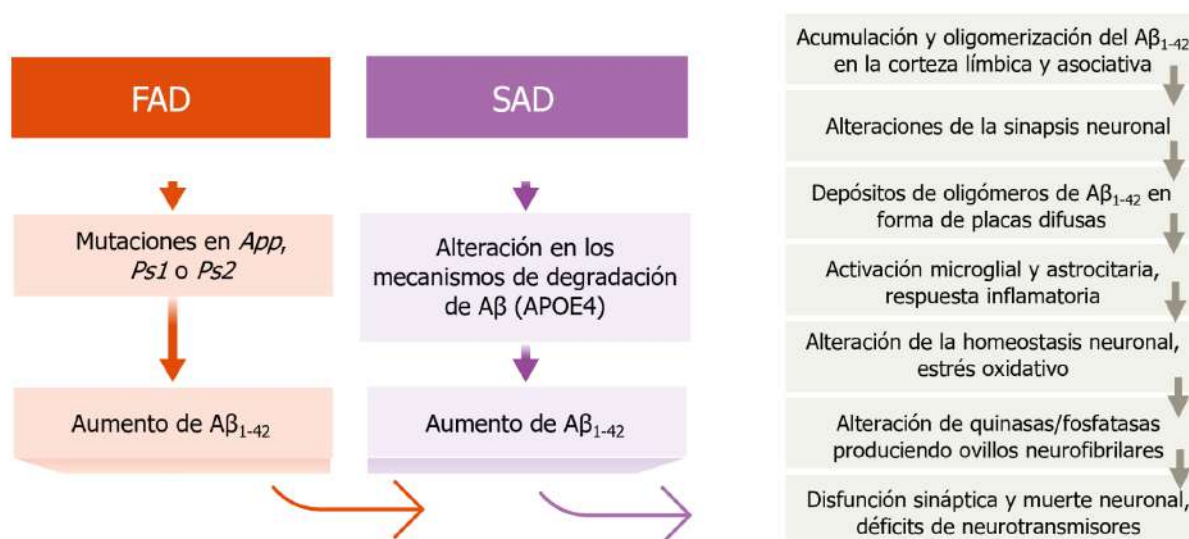 FAD
Mutaciones en App,
Ps1 o Ps2
Aumento de Aβ₁₋₄₂
SAD
Alteración en los
mecanismos de degradación
de Aβ (APOE4)
Aumento de Aβ₁₋₄₂
Acumulación y oligomerización del Aβ₁₋₄₂
en la corteza límbica y asociativa
Alteraciones de la sinapsis neuronal
Depósitos de oligómeros de Aβ₁₋₄₂ en
forma de placas difusas
Activación microglial y astrocitaria,
respuesta inflamatoria
Alteración de la homeostasis neuronal,
estrés oxidativo
Alteración de quinasas/fosfatasas
produciendo ovillos neurofibrilares
Disfunción sináptica y muerte neuronal,
déficits de neurotransmisores